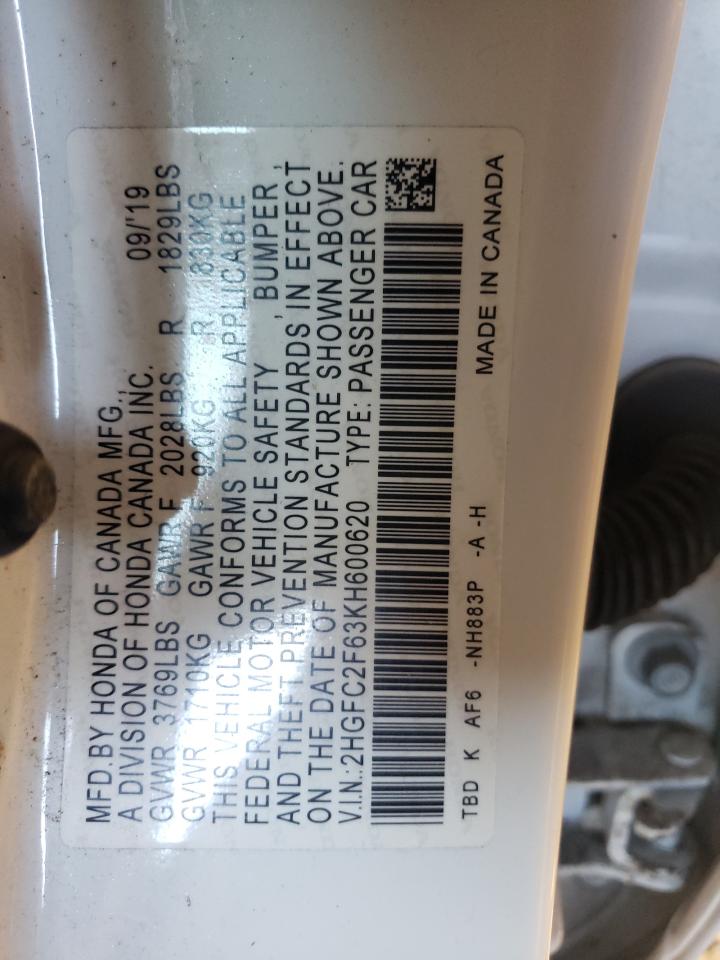 MFD.BY HONDA OF CANADA MFG.,
A DIVISION OF HONDA CANADA INC. 09/'19
GVWR 3769LBS GAWR F 2028LBS R 1829LBS
GVWR 1710KG GAWR F 920KG R 1830KG
THIS VEHICLE CONFORMS TO ALL APPLICABLE
FEDERAL MOTOR VEHICLE SAFETY , BUMPER ,
AND THEFT PREVENTION STANDARDS IN EFFECT
ON THE DATE OF MANUFACTURE SHOWN ABOVE.
V.I.N.:2HGFC2F63KH600620 TYPE: PASSENGER CAR
TBD K AF6 -NH883P -A -H MADE IN CANADA